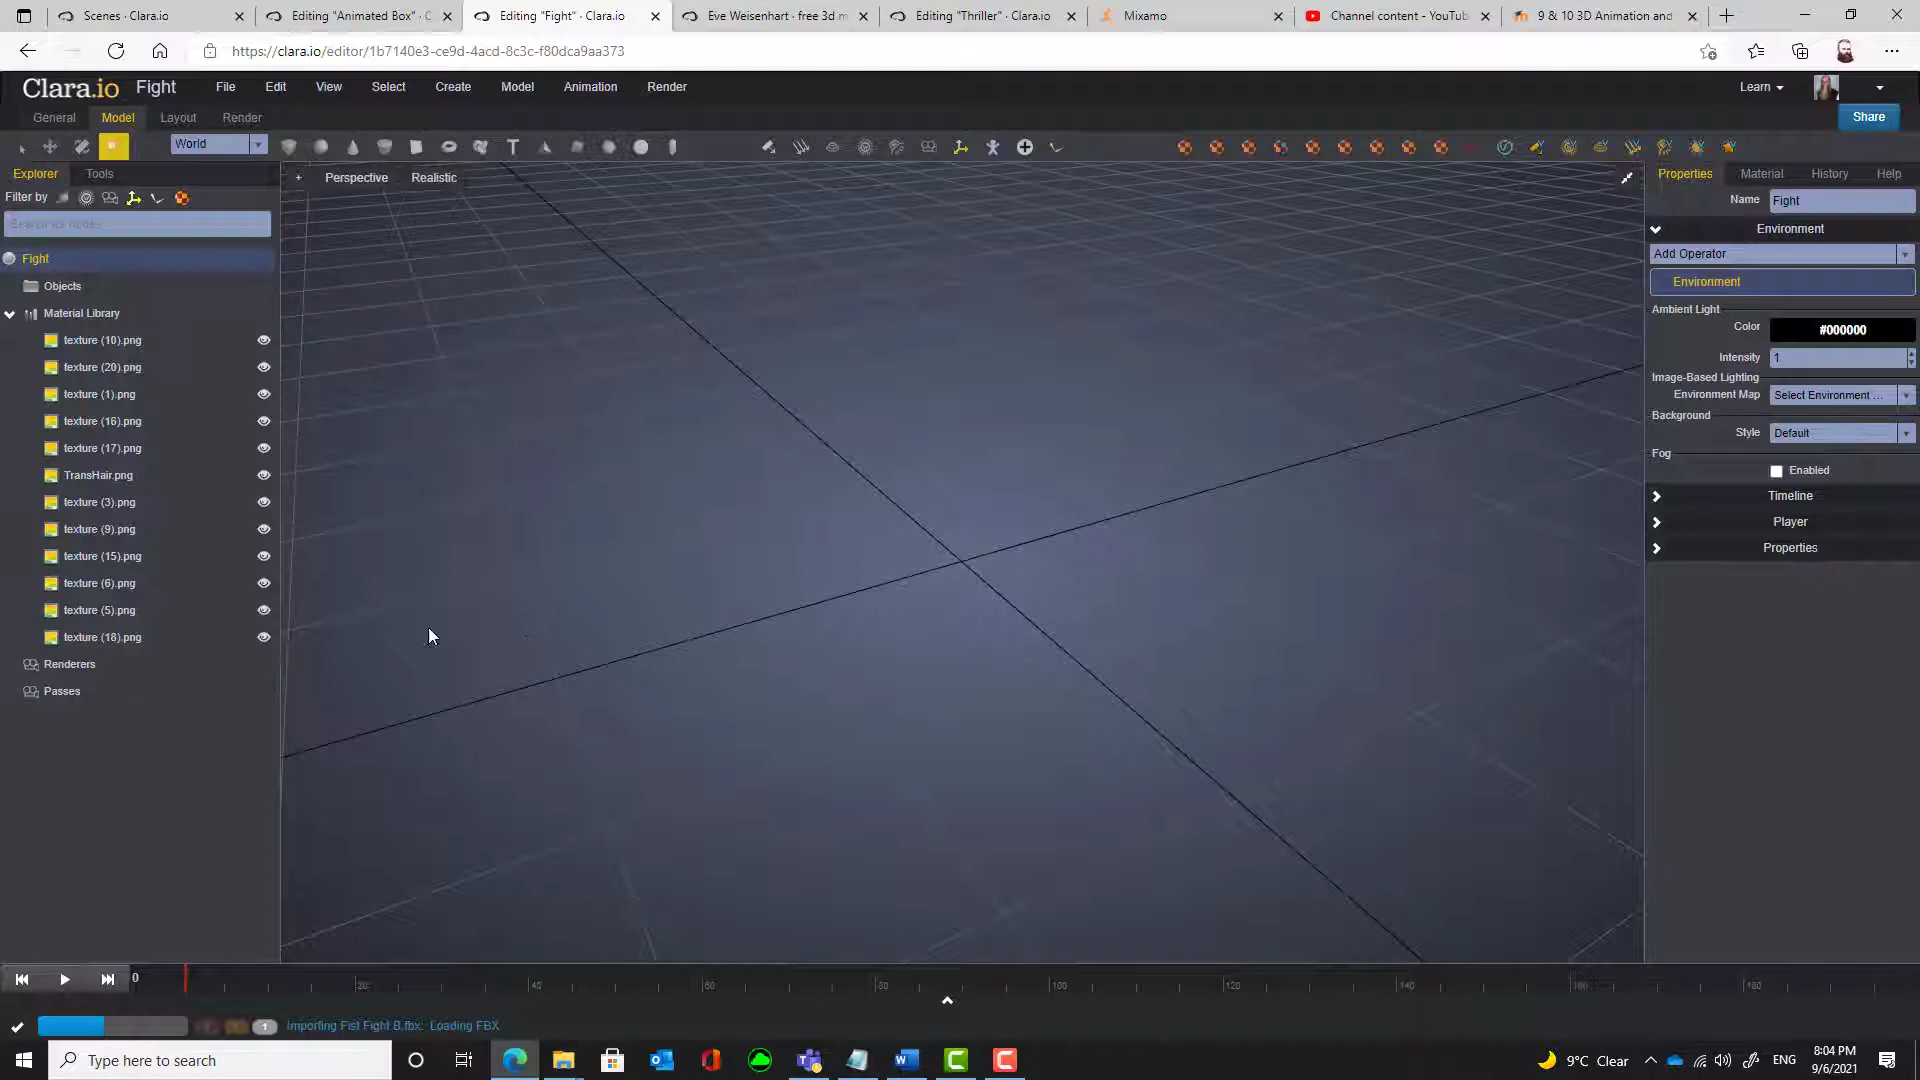 Scenes · Clara.io
Editing "Animated Box" · C
Editing "Fight" · Clara.io
Eve Weisenhart · free 3d m
Editing "Thriller" · Clara.io
Mixamo
Channel content - YouTub
9 & 10 3D Animation and
https://clara.io/editor/1b7140e3-ce9d-4acd-8c3c-f80dca9aa373
Clara.io Fight File Edit View Select Create Model Animation Render Learn
General Model Layout Render Share
World
Explorer Tools
Perspective Realistic
Properties Material History Help
Filter by
Name Fight
Environment
Fight
Add Operator
Objects
Environment
Material Library
Ambient Light
Color #000000
texture (10).png
Intensity 1
texture (20).png
Image-Based Lighting
Environment Map Select Environment ...
texture (1).png
Background
texture (16).png
Style Default
texture (17).png
Fog
Enabled
TransHair.png
Timeline
texture (3).png
Player
texture (9).png
Properties
texture (15).png
texture (6).png
texture (5).png
texture (18).png
Renderers
Passes
0 20 40 60 80 100 120 140 160 180
1 Importing Fist Fight B.fbx: Loading FBX
Type here to search
9°C Clear
ENG
8:04 PM
9/6/2021